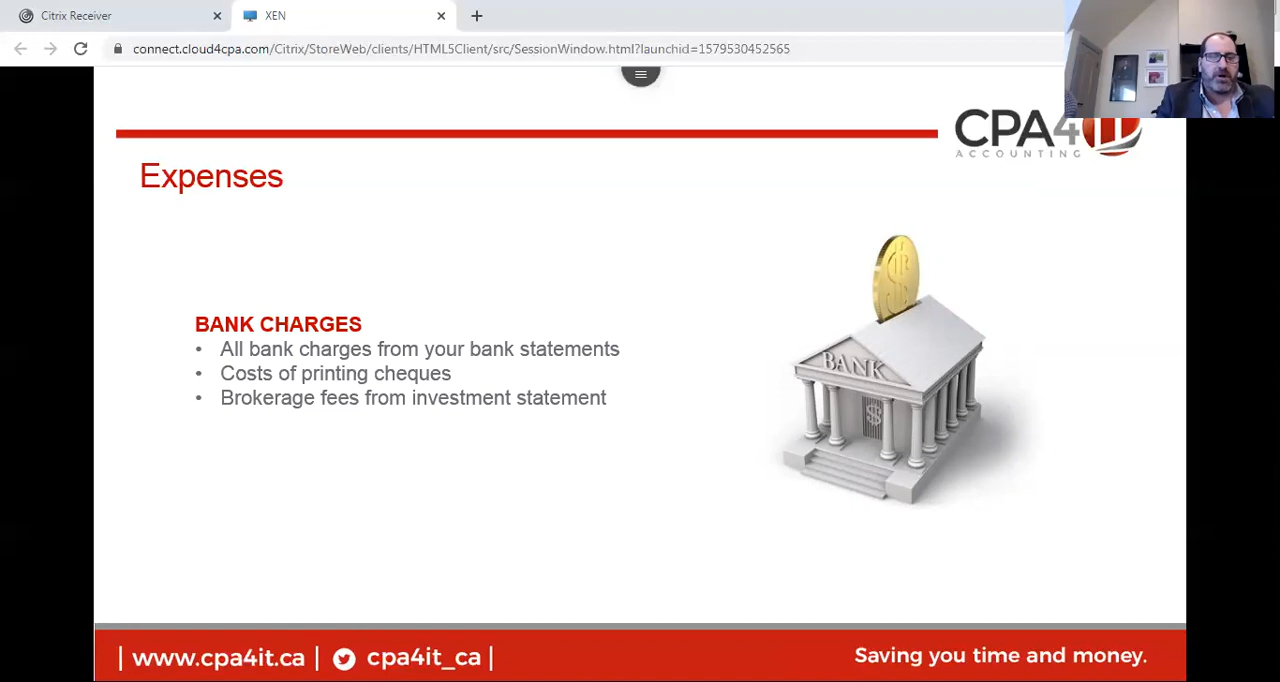 Citrix Receiver
XEN
connect.cloud4cpa.com/Citrix/StoreWeb/clients/HTML5Client/src/SessionWindow.html?launchid=1579530452565
CPA4IT
ACCOUNTING
Expenses
BANK CHARGES
• All bank charges from your bank statements
• Costs of printing cheques
• Brokerage fees from investment statement
$
BANK
$
| www.cpa4it.ca | cpa4it_ca |
Saving you time and money.